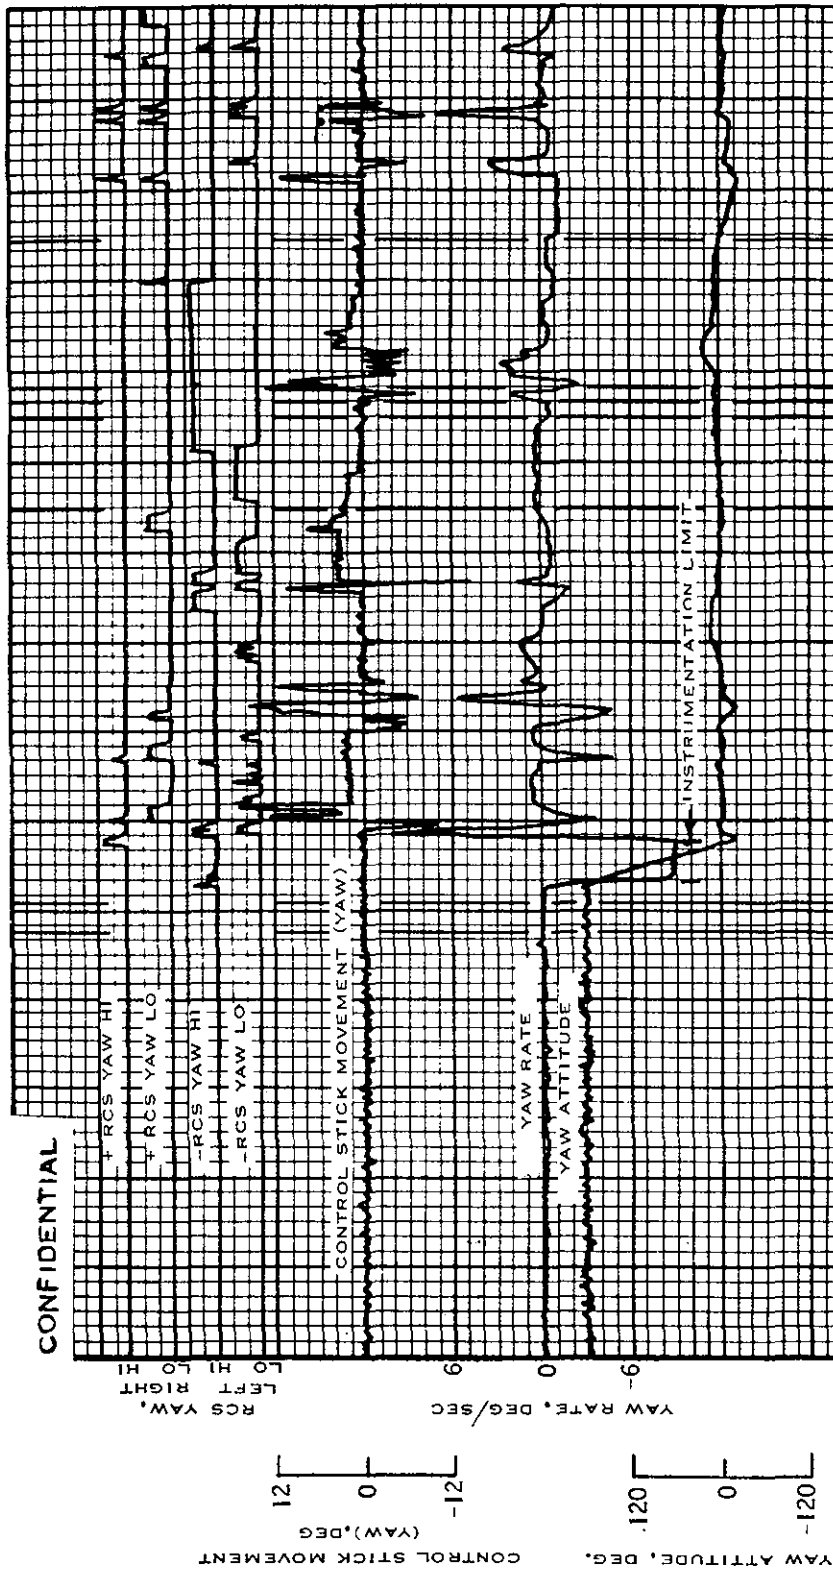 CONFIDENTIAL
+ RCS YAW HI
+ RCS YAW LO
-RCS YAW HI
-RCS YAW LO
CONTROL STICK MOVEMENT (YAW)
YAW RATE
YAW ATTITUDE
INSTRUMENTATION LIMIT
RCS YAW,
LEFT RIGHT
LO HI LO HI
YAW RATE, DEG/SEC
6
0
-6
CONTROL STICK MOVEMENT
(YAW), DEG
12
0
-12
YAW ATTITUDE, DEG.
120
0
-120